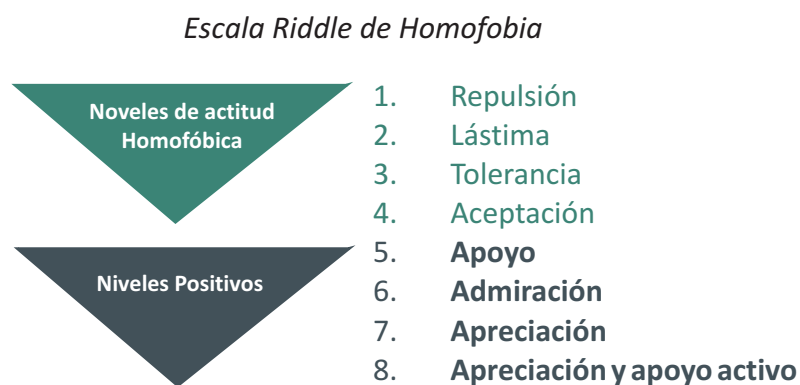 Escala Riddle de Homofobia
Noveles de actitud
Homofóbica
1. Repulsión
2. Lástima
3. Tolerancia
4. Aceptación
Niveles Positivos
5. Apoyo
6. Admiración
7. Apreciación
8. Apreciación y apoyo activo